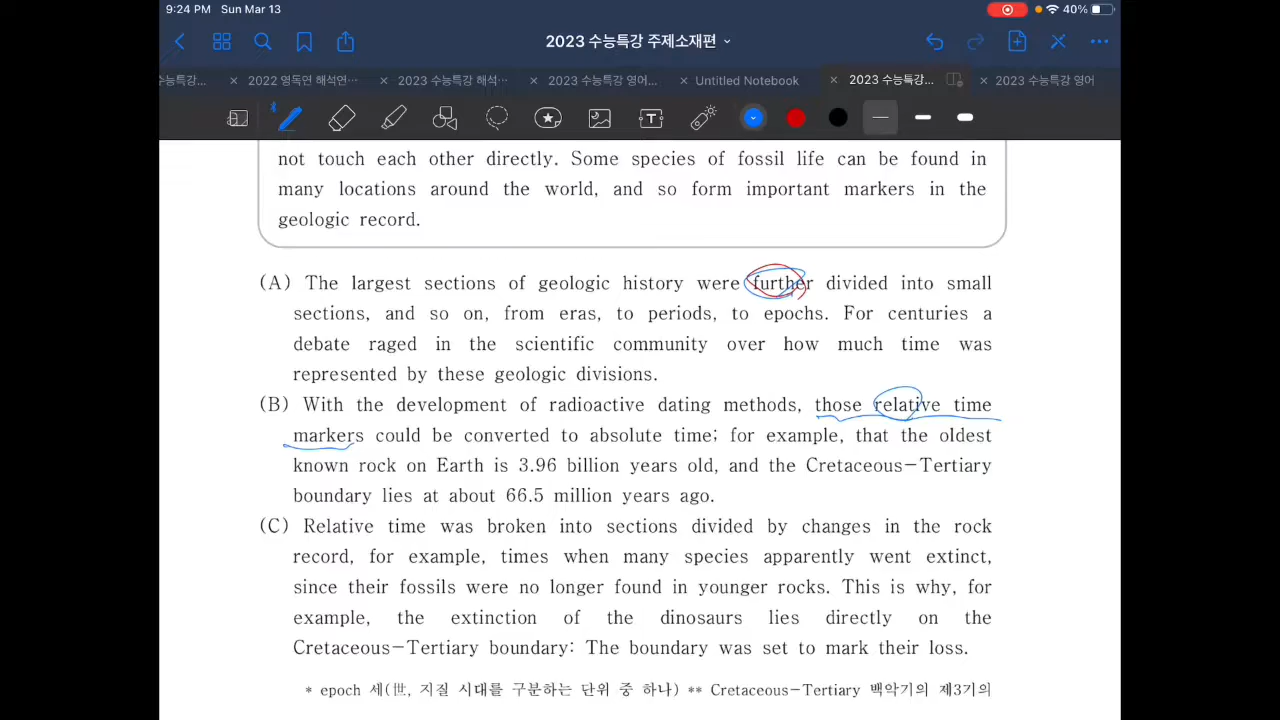 9:24 PM Sun Mar 13 40%
2023 수능특강 주제소재편
수능특강... 2022 영독연 해석연... 2023 수능특강 해석... 2023 수능특강 영어... Untitled Notebook 2023 수능특강... 2023 수능특강 영어
not touch each other directly. Some species of fossil life can be found in
many locations around the world, and so form important markers in the
geologic record.
(A) The largest sections of geologic history were further divided into small
sections, and so on, from eras, to periods, to epochs. For centuries a
debate raged in the scientific community over how much time was
represented by these geologic divisions.
(B) With the development of radioactive dating methods, those relative time
markers could be converted to absolute time; for example, that the oldest
known rock on Earth is 3.96 billion years old, and the Cretaceous-Tertiary
boundary lies at about 66.5 million years ago.
(C) Relative time was broken into sections divided by changes in the rock
record, for example, times when many species apparently went extinct,
since their fossils were no longer found in younger rocks. This is why, for
example, the extinction of the dinosaurs lies directly on the
Cretaceous-Tertiary boundary: The boundary was set to mark their loss.
* epoch 세(世, 지질 시대를 구분하는 단위 중 하나) ** Cretaceous-Tertiary 백악기의 제3기의